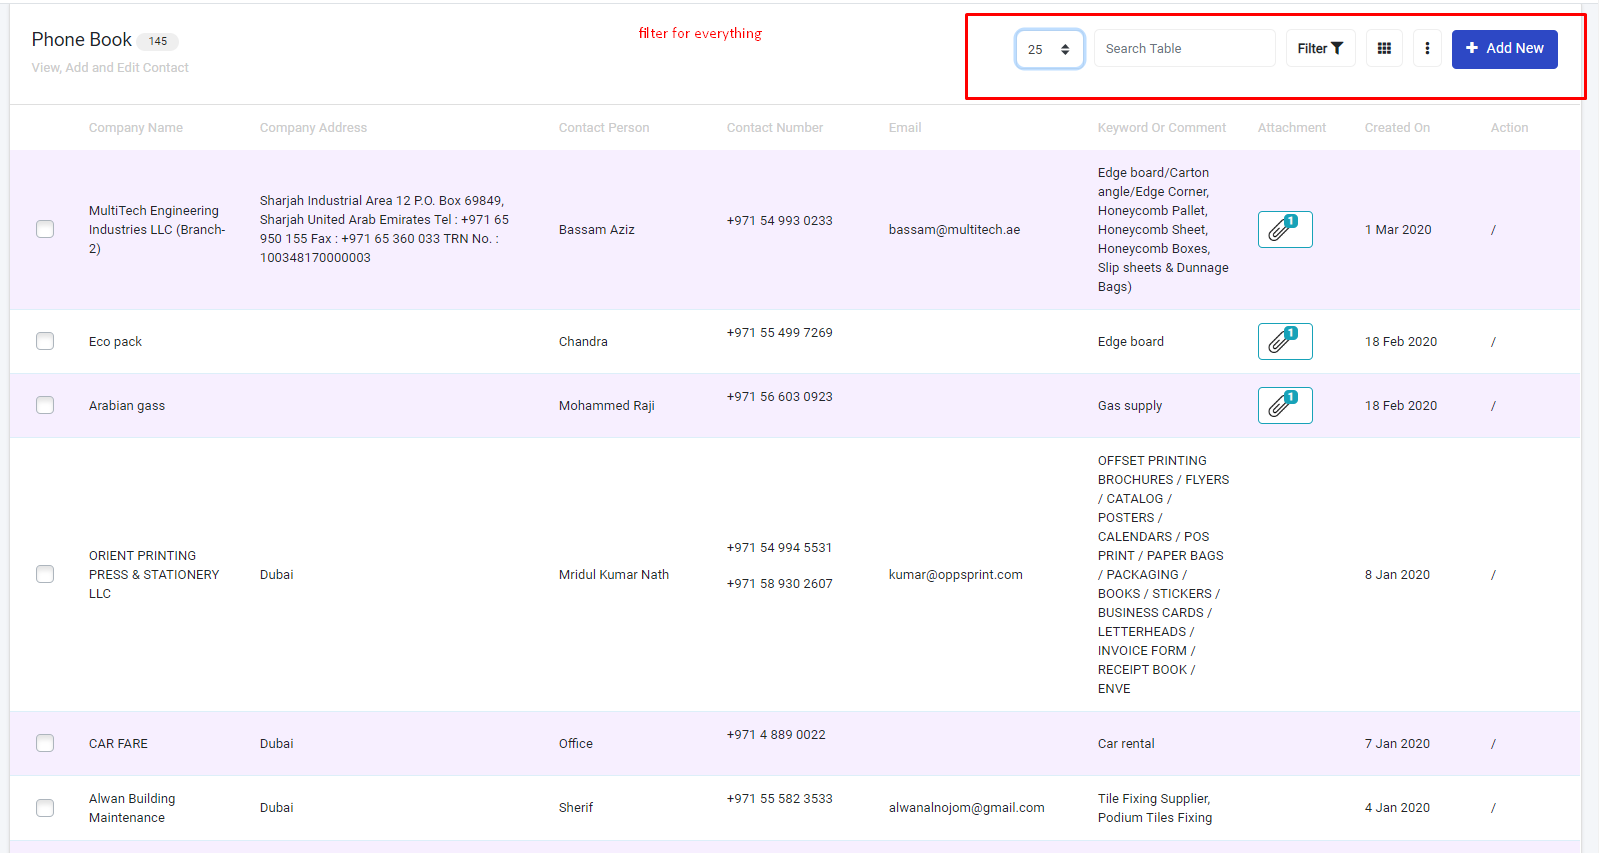 Phone Book 145
filter for everything
25
Search Table
Filter
+ Add New
View, Add and Edit Contact
Company Name Company Address Contact Person Contact Number Email Keyword Or Comment Attachment Created On Action
MultiTech Engineering
Industries LLC (Branch-
2)
Sharjah Industrial Area 12 P.O. Box 69849,
Sharjah United Arab Emirates Tel : +971 65
950 155 Fax : +971 65 360 033 TRN No. :
100348170000003
Bassam Aziz
+971 54 993 0233
bassam@multitech.ae
Edge board/Carton
angle/Edge Corner,
Honeycomb Pallet,
Honeycomb Sheet,
Honeycomb Boxes,
Slip sheets & Dunnage
Bags)
1
1 Mar 2020
/
Eco pack
Chandra
+971 55 499 7269
Edge board
1
18 Feb 2020
/
Arabian gass
Mohammed Raji
+971 56 603 0923
Gas supply
1
18 Feb 2020
/
ORIENT PRINTING
PRESS & STATIONERY
LLC
Dubai
Mridul Kumar Nath
+971 54 994 5531
+971 58 930 2607
kumar@oppsprint.com
OFFSET PRINTING
BROCHURES / FLYERS
/ CATALOG /
POSTERS /
CALENDARS / POS
PRINT / PAPER BAGS
/ PACKAGING /
BOOKS / STICKERS /
BUSINESS CARDS /
LETTERHEADS /
INVOICE FORM /
RECEIPT BOOK /
ENVE
8 Jan 2020
/
CAR FARE
Dubai
Office
+971 4 889 0022
Car rental
7 Jan 2020
/
Alwan Building
Maintenance
Dubai
Sherif
+971 55 582 3533
alwanalnojom@gmail.com
Tile Fixing Supplier,
Podium Tiles Fixing
4 Jan 2020
/